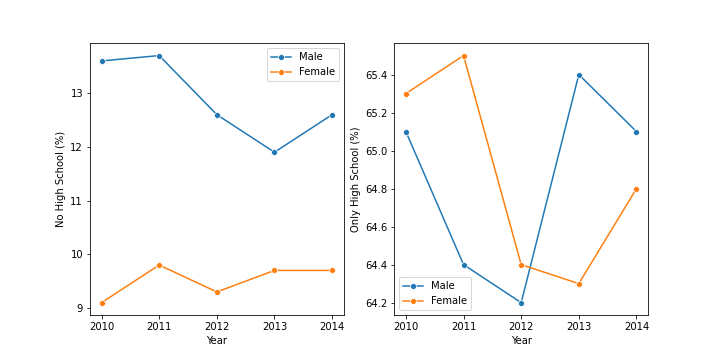 No High School (%)
13
12
11
10
9
2010 2011 2012 2013 2014
Year
Male
Female
Only High School (%)
65.4
65.2
65.0
64.8
64.6
64.4
64.2
2010 2011 2012 2013 2014
Year
Male
Female